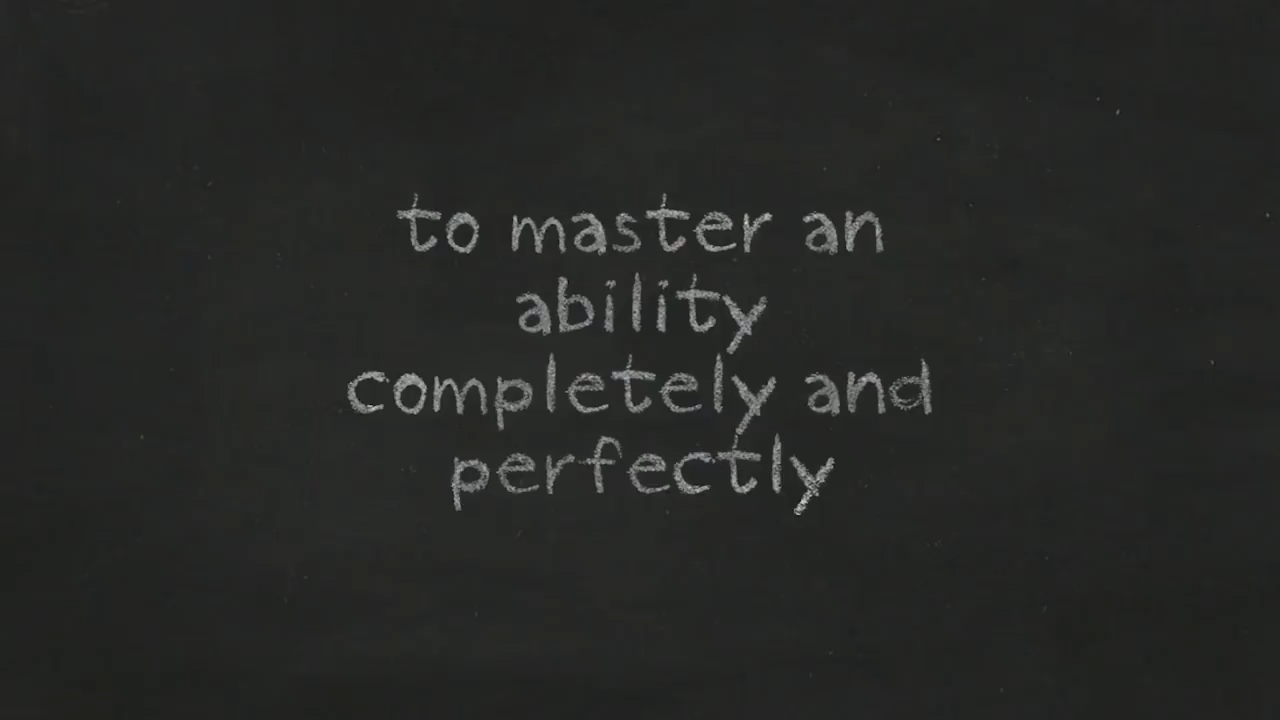 to master an
ability
completely and
perfectly